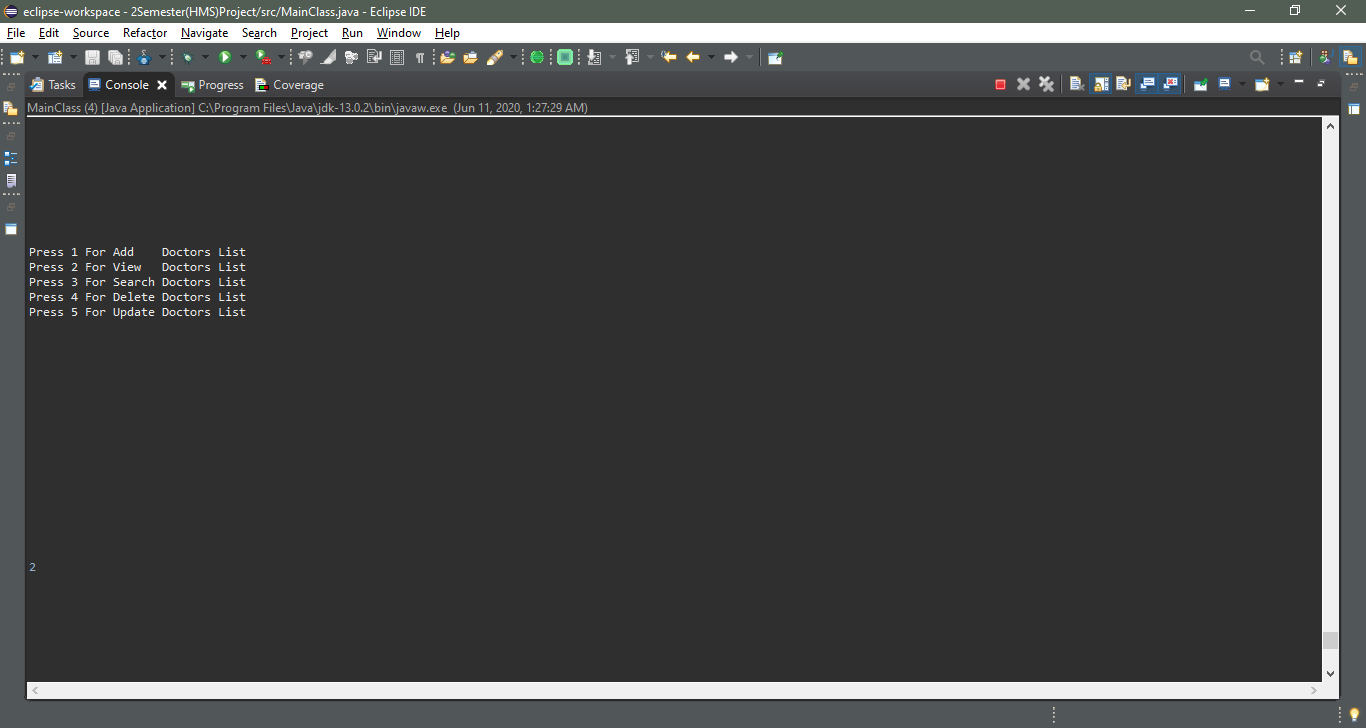 eclipse-workspace - 2Semester(HMS)Project/src/MainClass.java - Eclipse IDE
File Edit Source Refactor Navigate Search Project Run Window Help
Tasks Console Progress Coverage
MainClass (4) [Java Application] C:\Program Files\Java\jdk-13.0.2\bin\javaw.exe (Jun 11, 2020, 1:27:29 AM)
Press 1 For Add    Doctors List
Press 2 For View   Doctors List
Press 3 For Search Doctors List
Press 4 For Delete Doctors List
Press 5 For Update Doctors List
2